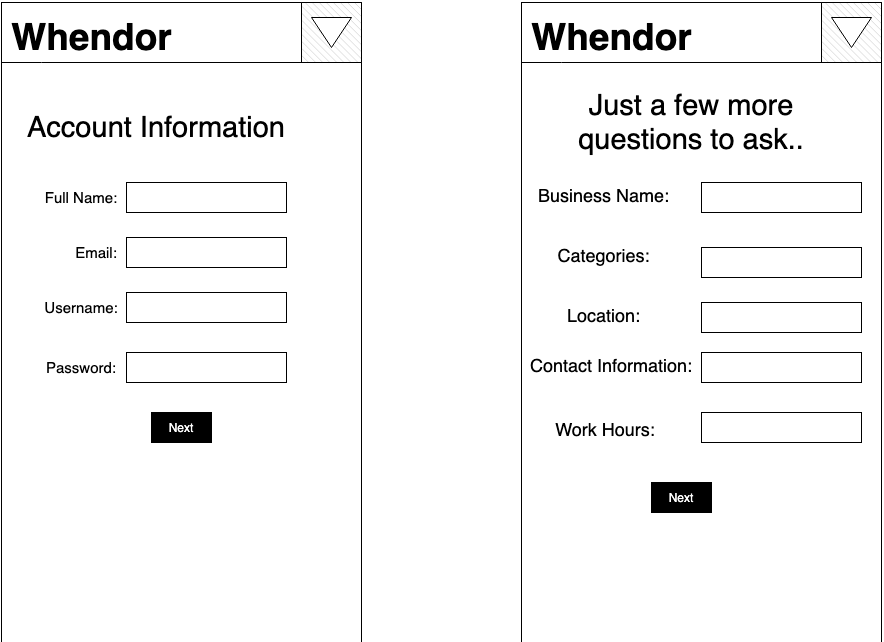 Whendor
Account Information
Full Name:
Email:
Username:
Password:
Next
Whendor
Just a few more
questions to ask..
Business Name:
Categories:
Location:
Contact Information:
Work Hours:
Next